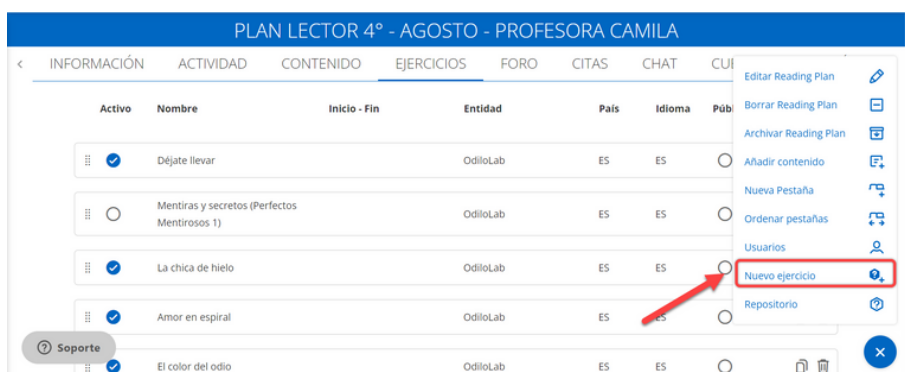 PLAN LECTOR 4° - AGOSTO - PROFESORA CAMILA
INFORMACIÓN ACTIVIDAD CONTENIDO EJERCICIOS FORO CITAS CHAT
Activo Nombre Inicio - Fin Entidad País Idioma
Déjate llevar OdiloLab ES ES
Mentiras y secretos (Perfectos
Mentirosos 1) OdiloLab ES ES
La chica de hielo OdiloLab ES ES
Amor en espiral OdiloLab ES ES
El color del odio OdiloLab ES ES
Editar Reading Plan
Borrar Reading Plan
Archivar Reading Plan
Añadir contenido
Nueva Pestaña
Ordenar pestañas
Usuarios
Nuevo ejercicio
Repositorio
Soporte